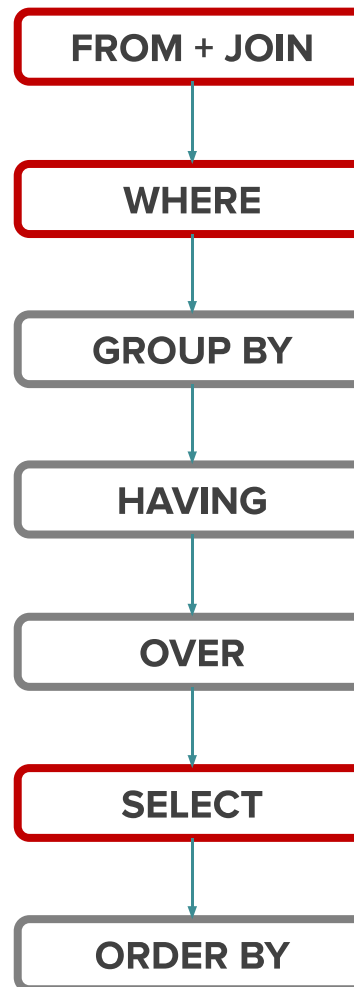 FROM + JOIN
WHERE
GROUP BY
HAVING
OVER
SELECT
ORDER BY